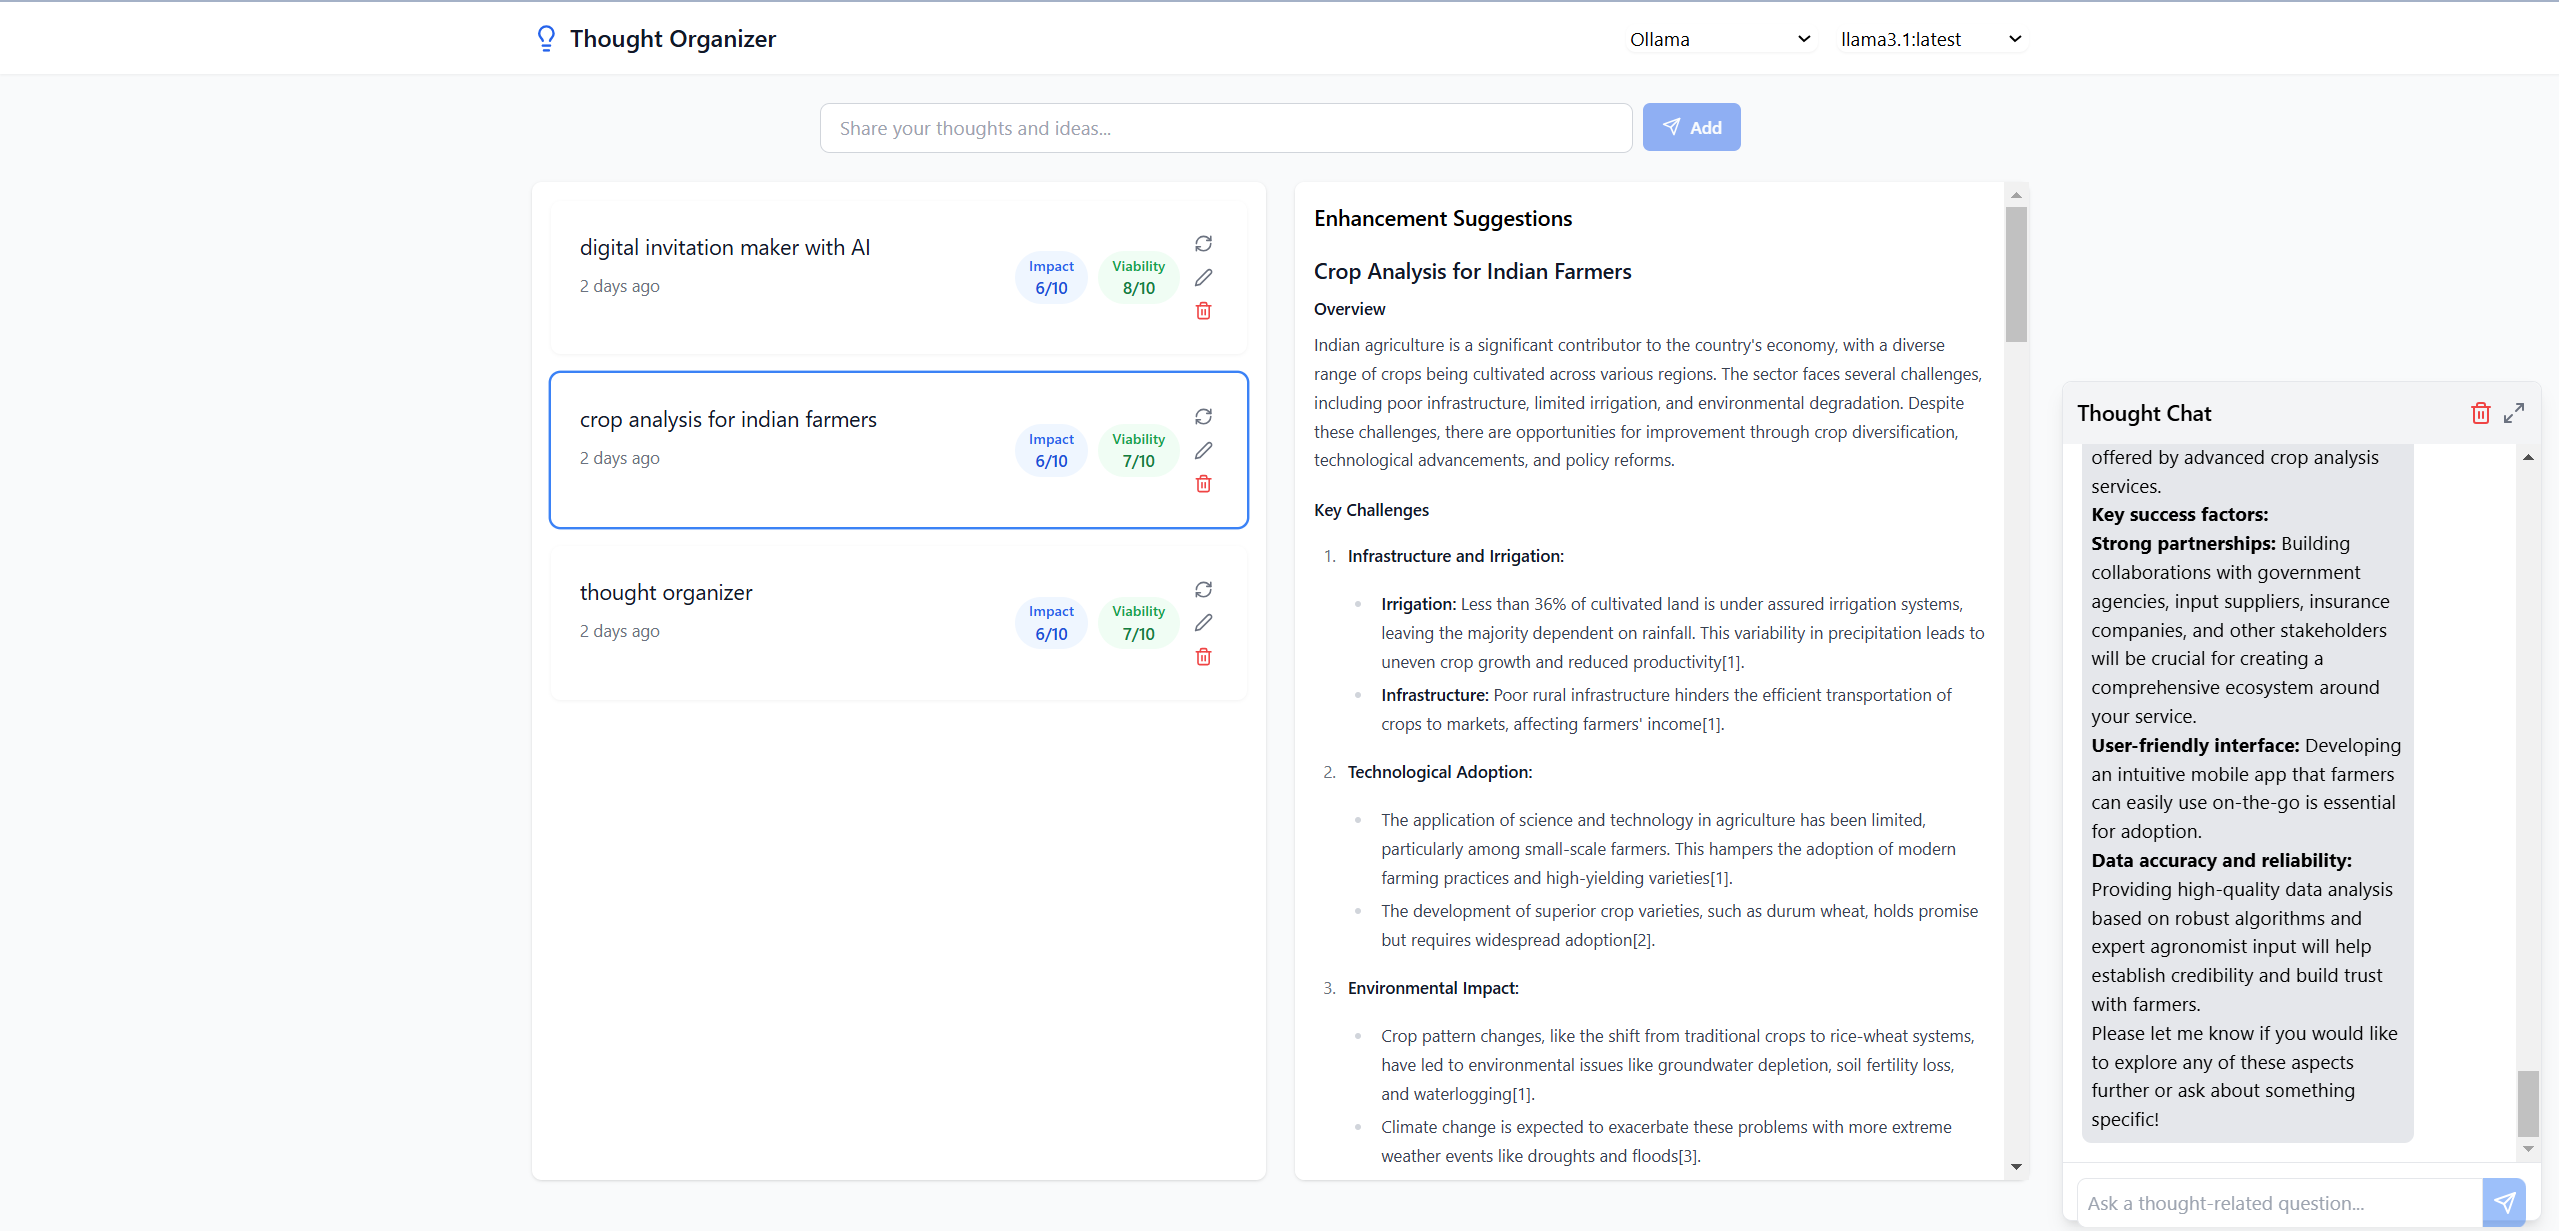 Thought Organizer
Ollama
llama3.1:latest
Share your thoughts and ideas...
Add
digital invitation maker with AI
2 days ago
Impact
6/10
Viability
8/10
crop analysis for indian farmers
2 days ago
Impact
6/10
Viability
7/10
thought organizer
2 days ago
Impact
6/10
Viability
7/10
Enhancement Suggestions
Crop Analysis for Indian Farmers
Overview
Indian agriculture is a significant contributor to the country's economy, with a diverse
range of crops being cultivated across various regions. The sector faces several challenges,
including poor infrastructure, limited irrigation, and environmental degradation. Despite
these challenges, there are opportunities for improvement through crop diversification,
technological advancements, and policy reforms.
Key Challenges
1. Infrastructure and Irrigation:
Irrigation: Less than 36% of cultivated land is under assured irrigation systems,
leaving the majority dependent on rainfall. This variability in precipitation leads to
uneven crop growth and reduced productivity[1].
Infrastructure: Poor rural infrastructure hinders the efficient transportation of
crops to markets, affecting farmers' income[1].
2. Technological Adoption:
The application of science and technology in agriculture has been limited,
particularly among small-scale farmers. This hampers the adoption of modern
farming practices and high-yielding varieties[1].
The development of superior crop varieties, such as durum wheat, holds promise
but requires widespread adoption[2].
3. Environmental Impact:
Crop pattern changes, like the shift from traditional crops to rice-wheat systems,
have led to environmental issues like groundwater depletion, soil fertility loss,
and waterlogging[1].
Climate change is expected to exacerbate these problems with more extreme
weather events like droughts and floods[3].
Thought Chat
offered by advanced crop analysis
services.
Key success factors:
Strong partnerships: Building
collaborations with government
agencies, input suppliers, insurance
companies, and other stakeholders
will be crucial for creating a
comprehensive ecosystem around
your service.
User-friendly interface: Developing
an intuitive mobile app that farmers
can easily use on-the-go is essential
for adoption.
Data accuracy and reliability:
Providing high-quality data analysis
based on robust algorithms and
expert agronomist input will help
establish credibility and build trust
with farmers.
Please let me know if you would like
to explore any of these aspects
further or ask about something
specific!
Ask a thought-related question...